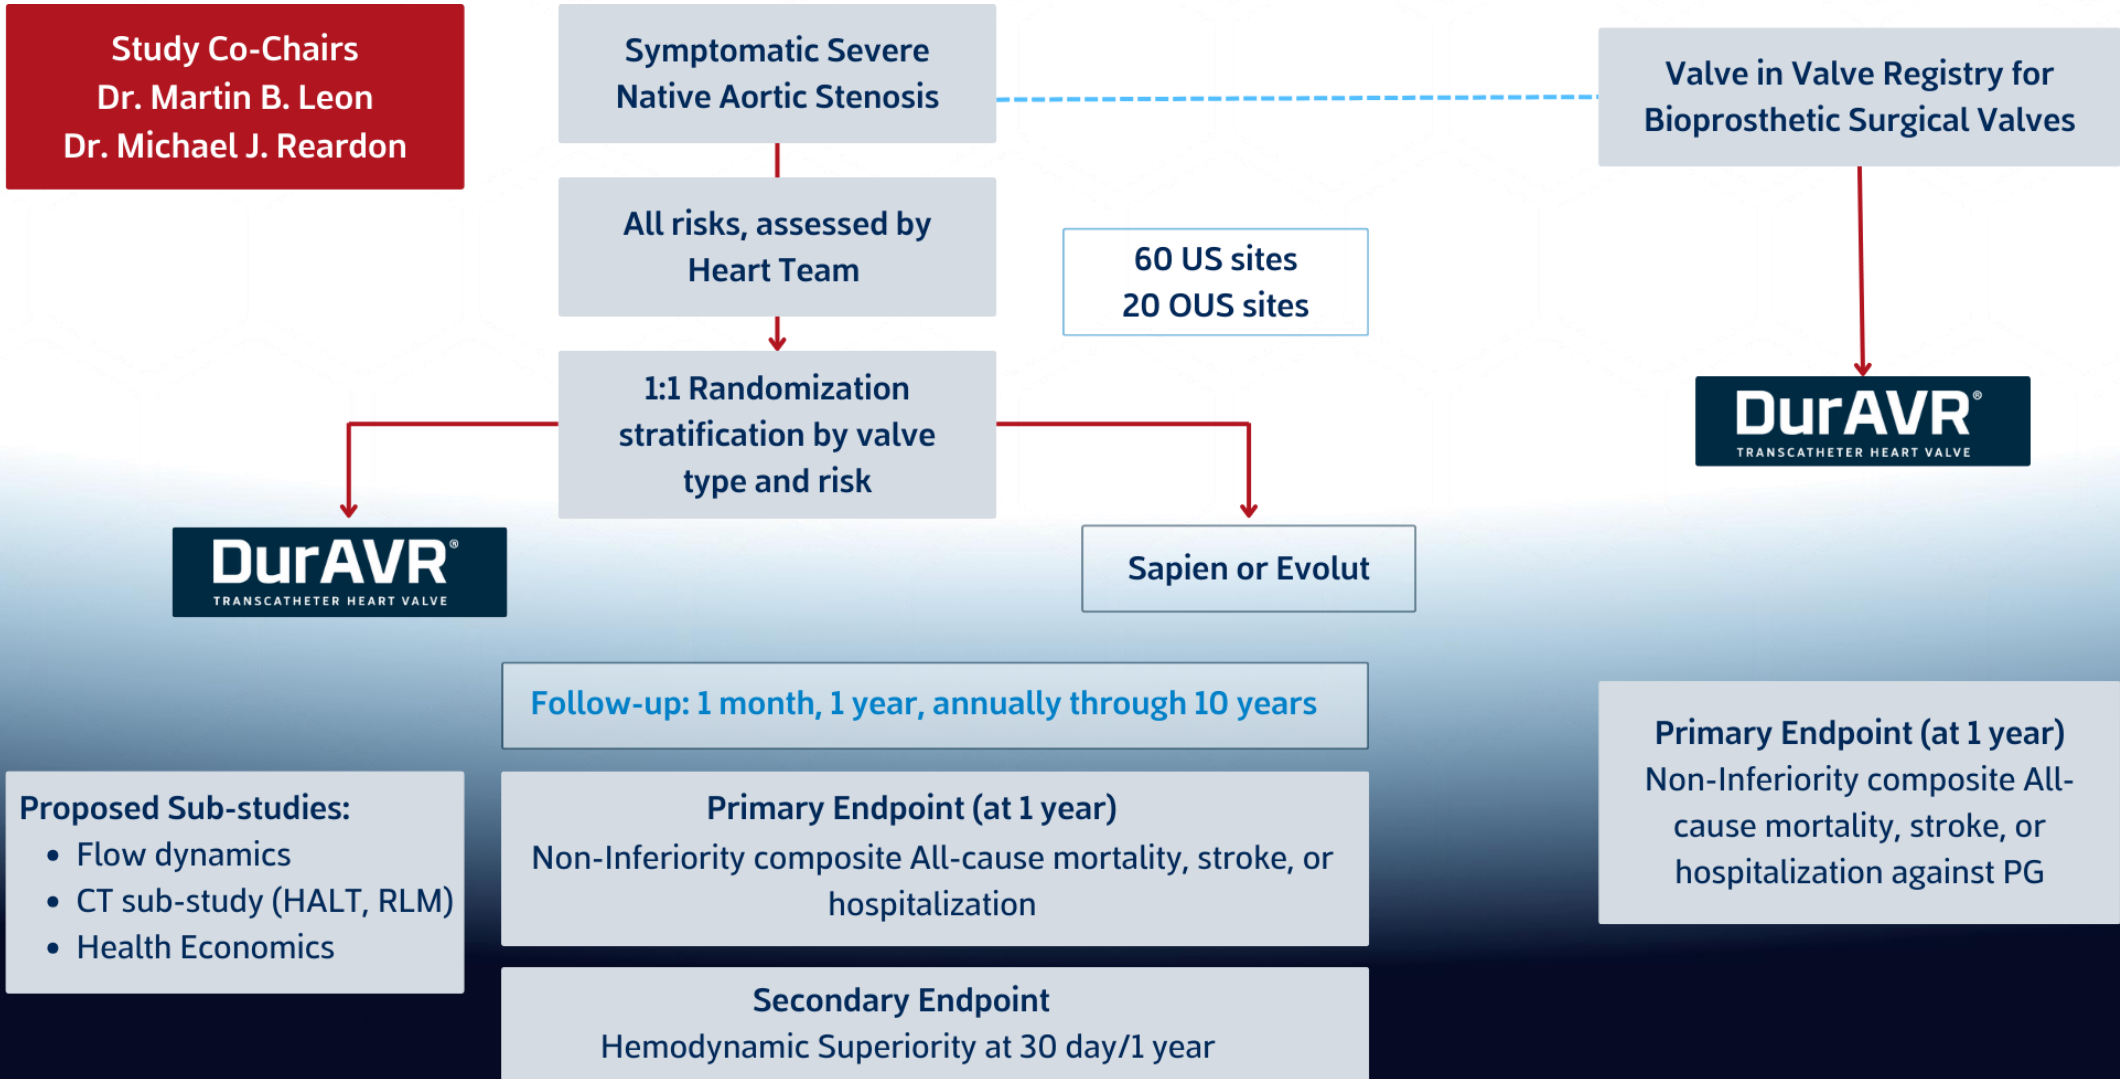 Study Co-Chairs
Dr. Martin B. Leon
Dr. Michael J. Reardon
Symptomatic Severe
Native Aortic Stenosis
Valve in Valve Registry for
Bioprosthetic Surgical Valves
All risks, assessed by
Heart Team
60 US sites
20 OUS sites
1:1 Randomization
stratification by valve
type and risk
DurAVR®
TRANSCATHETER HEART VALVE
DurAVR®
TRANSCATHETER HEART VALVE
Sapien or Evolut
Follow-up: 1 month, 1 year, annually through 10 years
Proposed Sub-studies:
• Flow dynamics
• CT sub-study (HALT, RLM)
• Health Economics
Primary Endpoint (at 1 year)
Non-Inferiority composite All-cause mortality, stroke, or
hospitalization
Secondary Endpoint
Hemodynamic Superiority at 30 day/1 year
Primary Endpoint (at 1 year)
Non-Inferiority composite All-
cause mortality, stroke, or
hospitalization against PG